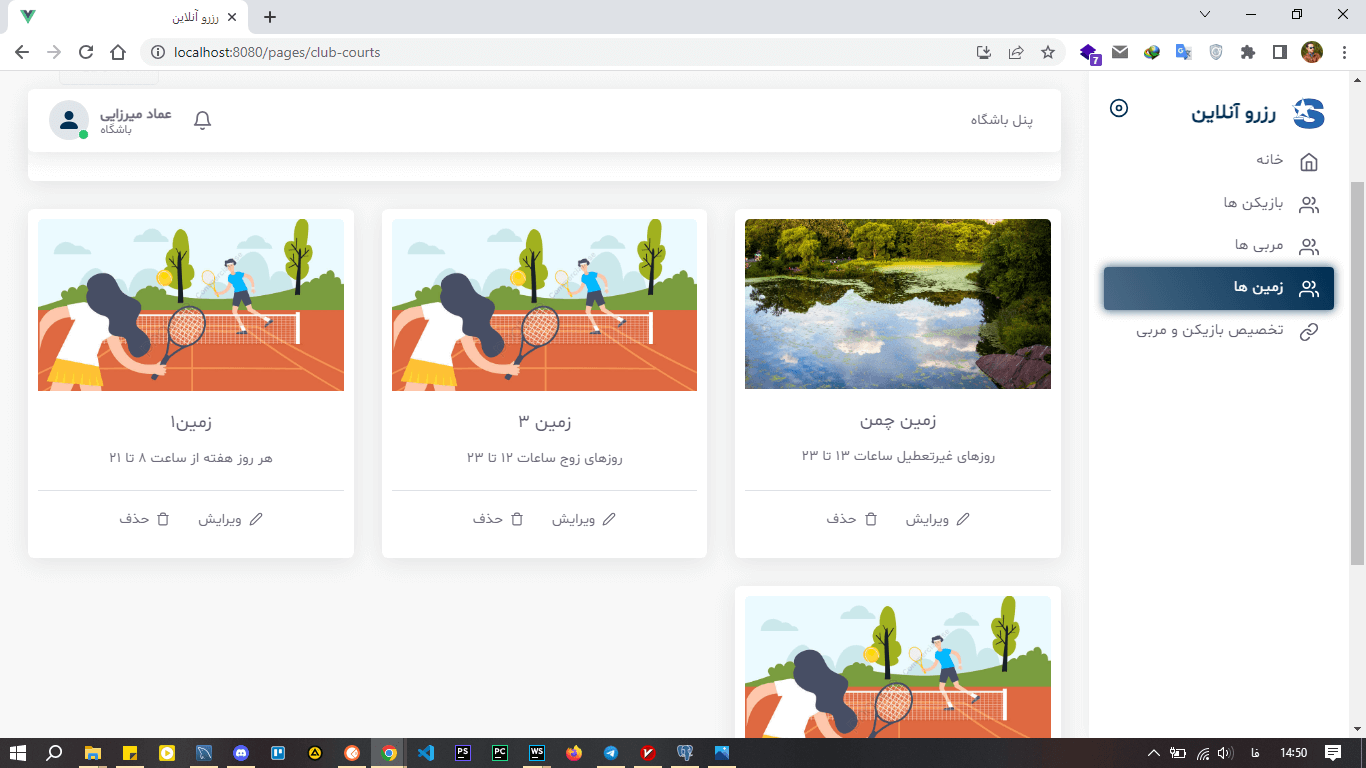 رزرو آنلاین
localhost:8080/pages/club-courts
7
رزرو آنلاین
خانه
بازیکن ها
مربی ها
زمین ها
تخصیص بازیکن و مربی
پنل باشگاه
عماد میرزایی
باشگاه
زمین چمن
روزهای غیرتعطیل ساعات ۱۳ تا ۲۳
ویرایش
حذف
زمین ۳
روزهای زوج ساعات ۱۲ تا ۲۳
ویرایش
حذف
زمین۱
هر روز هفته از ساعت ۸ تا ۲۱
ویرایش
حذف
PS
PC
WS
فا
14:50